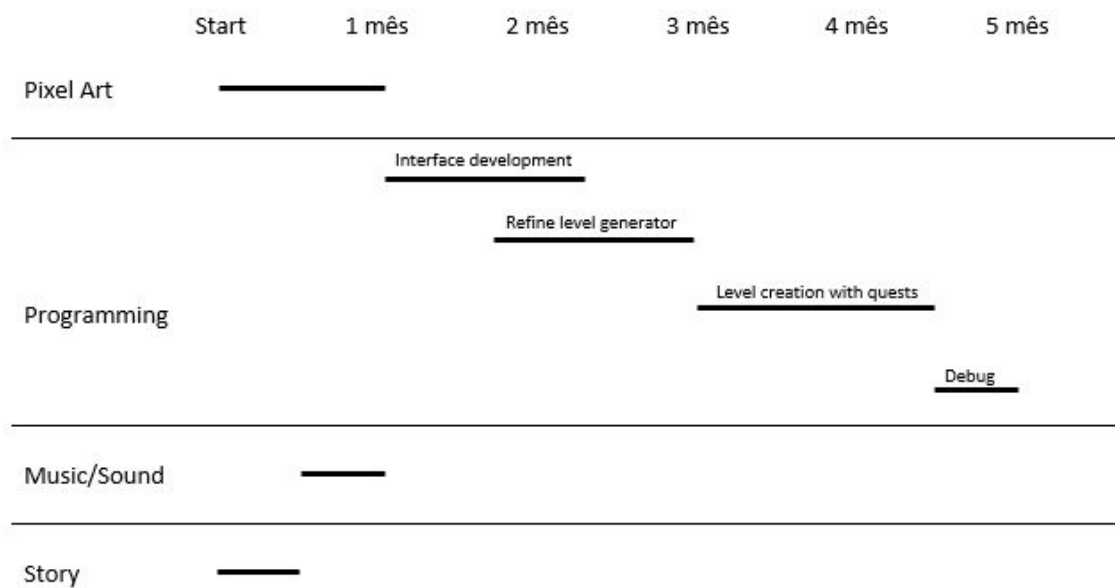 Start 1 mês 2 mês 3 mês 4 mês 5 mês
Pixel Art
Interface development
Refine level generator
Level creation with quests
Programming
Debug
Music/Sound
Story